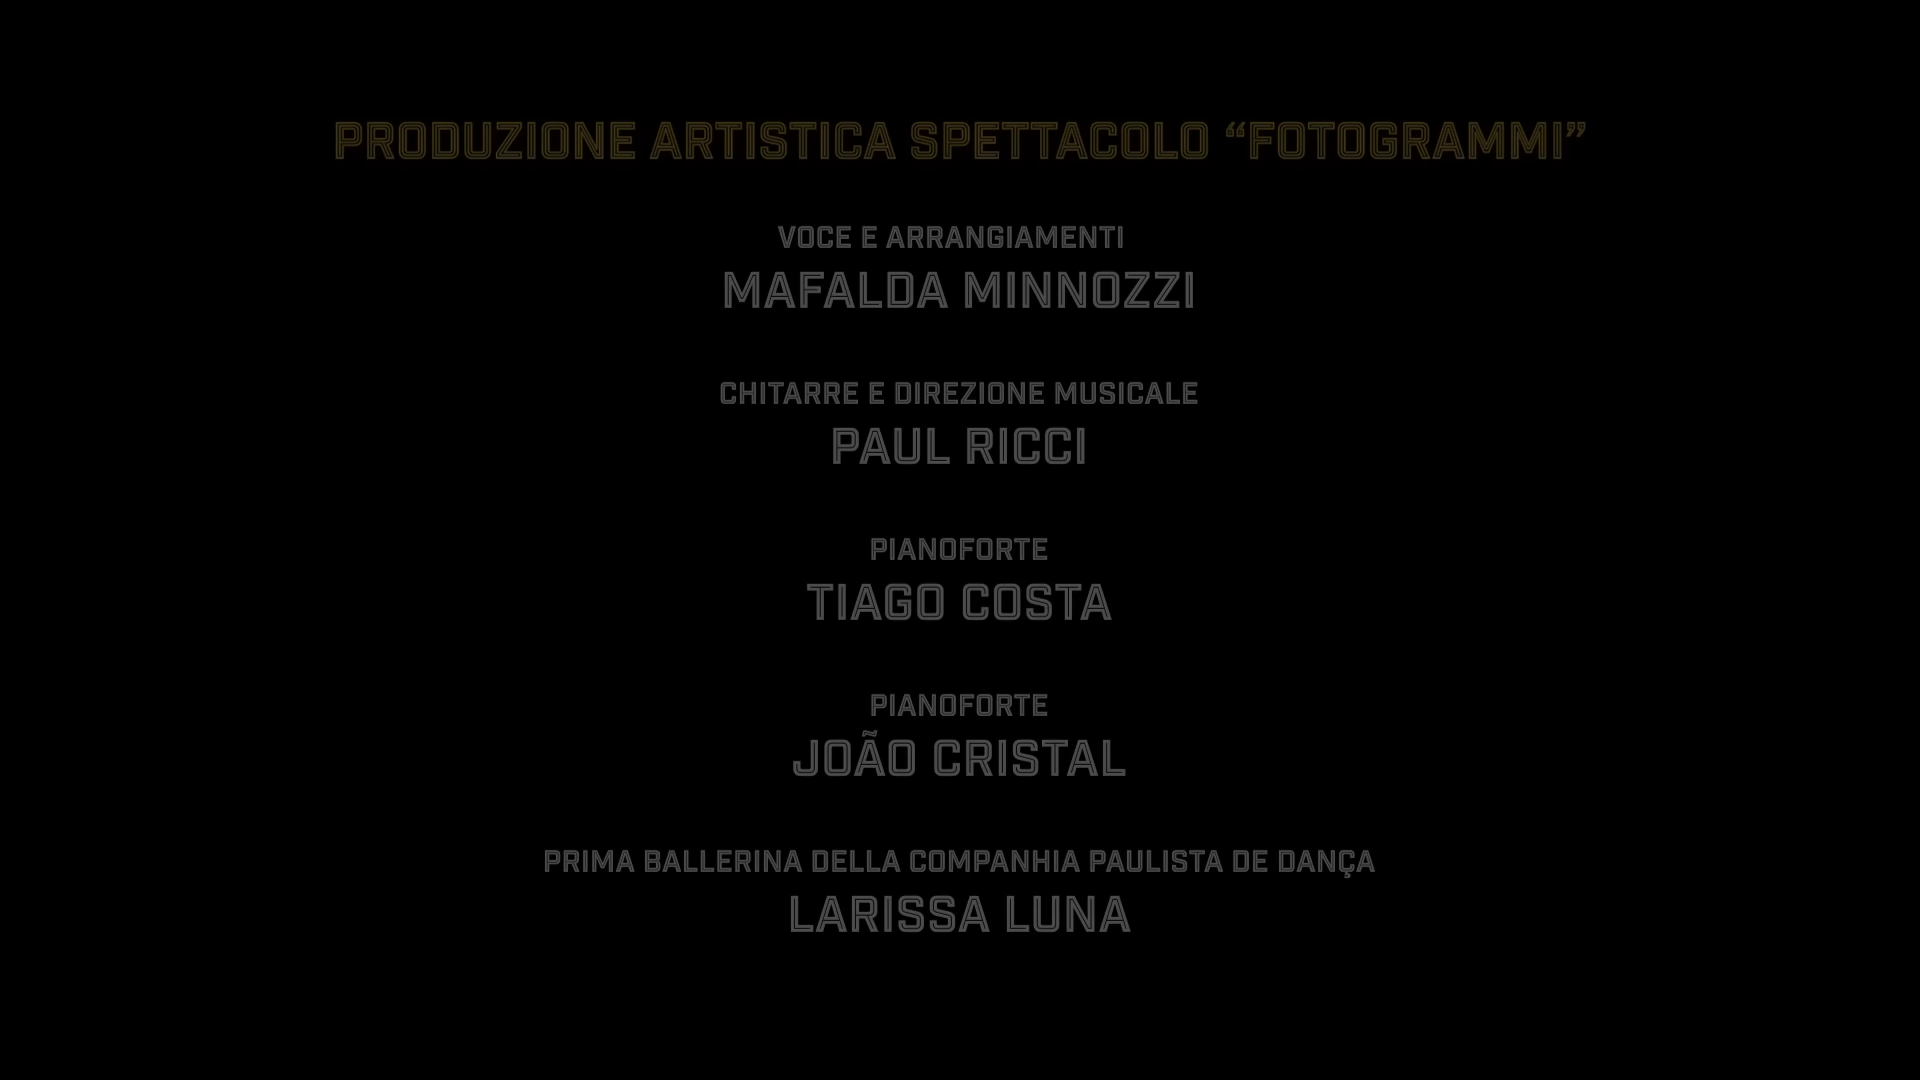 PRODUZIONE ARTISTICA SPETTACOLO “FOTOGRAMMI”
VOCE E ARRANGIAMENTI
MAFALDA MINNOZZI
CHITARRE E DIREZIONE MUSICALE
PAUL RICCI
PIANOFORTE
TIAGO COSTA
PIANOFORTE
JOÃO CRISTAL
PRIMA BALLERINA DELLA COMPANHIA PAULISTA DE DANÇA
LARISSA LUNA